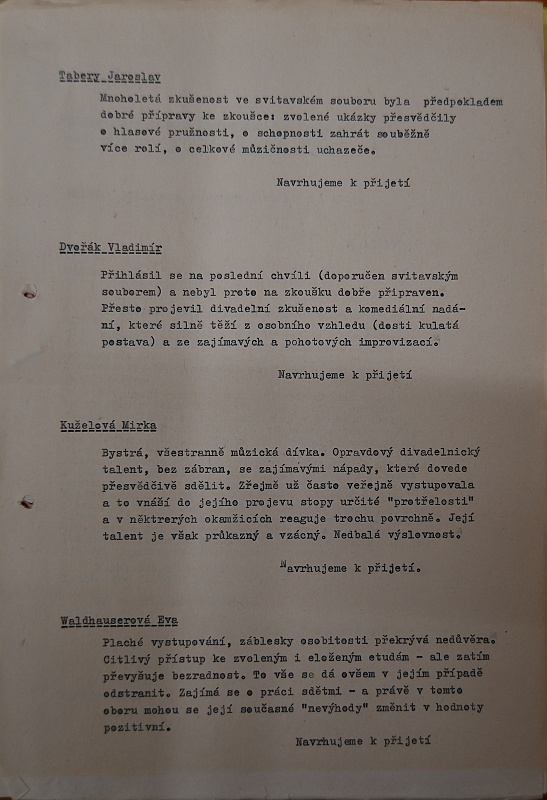 Tabery Jaroslav
Mnoholetá zkušenost ve svitavském souboru byla předpokladem
dobré přípravy ke zkoušce: zvolené ukázky přesvědčily
o hlasové pružnosti, o schopnosti zahrát souběžně
více rolí, o celkové můzičnosti uchazeče.
Navrhujeme k přijetí
Dvořák Vladimír
Přihlásil se na poslední chvíli (doporučen svitavským
souborem) a nebyl proto na zkoušku dobře připraven.
Přesto projevil divadelní zkušenost a komediální nadá-
ní, které silně těží z osobního vzhledu (dosti kulatá
postava) a ze zajímavých a pohotových improvizací.
Navrhujeme k přijetí
Kuželová Mirka
Bystrá, všestranně můzická dívka. Opravdový divadelnický
talent, bez zábran, se zajímavými nápady, které dovede
přesvědčivě sdělit. Zřejmě už často veřejně vystupovala
a to vnáší do jejího projevu stopy určité "protřelosti"
a v někttrerých okamžicích reaguje trochu povrchně. Její
talent je však průkazný a vzácný. Nedbalá výslovnost.
Navrhujeme k přijetí.
Waldhauserová Eva
Plaché vystupování, záblesky osobitosti překrývá nedůvěra.
Citlivý přístup ke zvoleným i eloženým etudám - ale zatím
převyšuje bezradnost. To vše se dá ovšem v jejím případě
odstranit. Zajímá se o práci sdětmi - a právě v tomto
oboru mohou se její současné "nevýhody" změnit v hodnoty
pozitivní.
Navrhujeme k přijetí